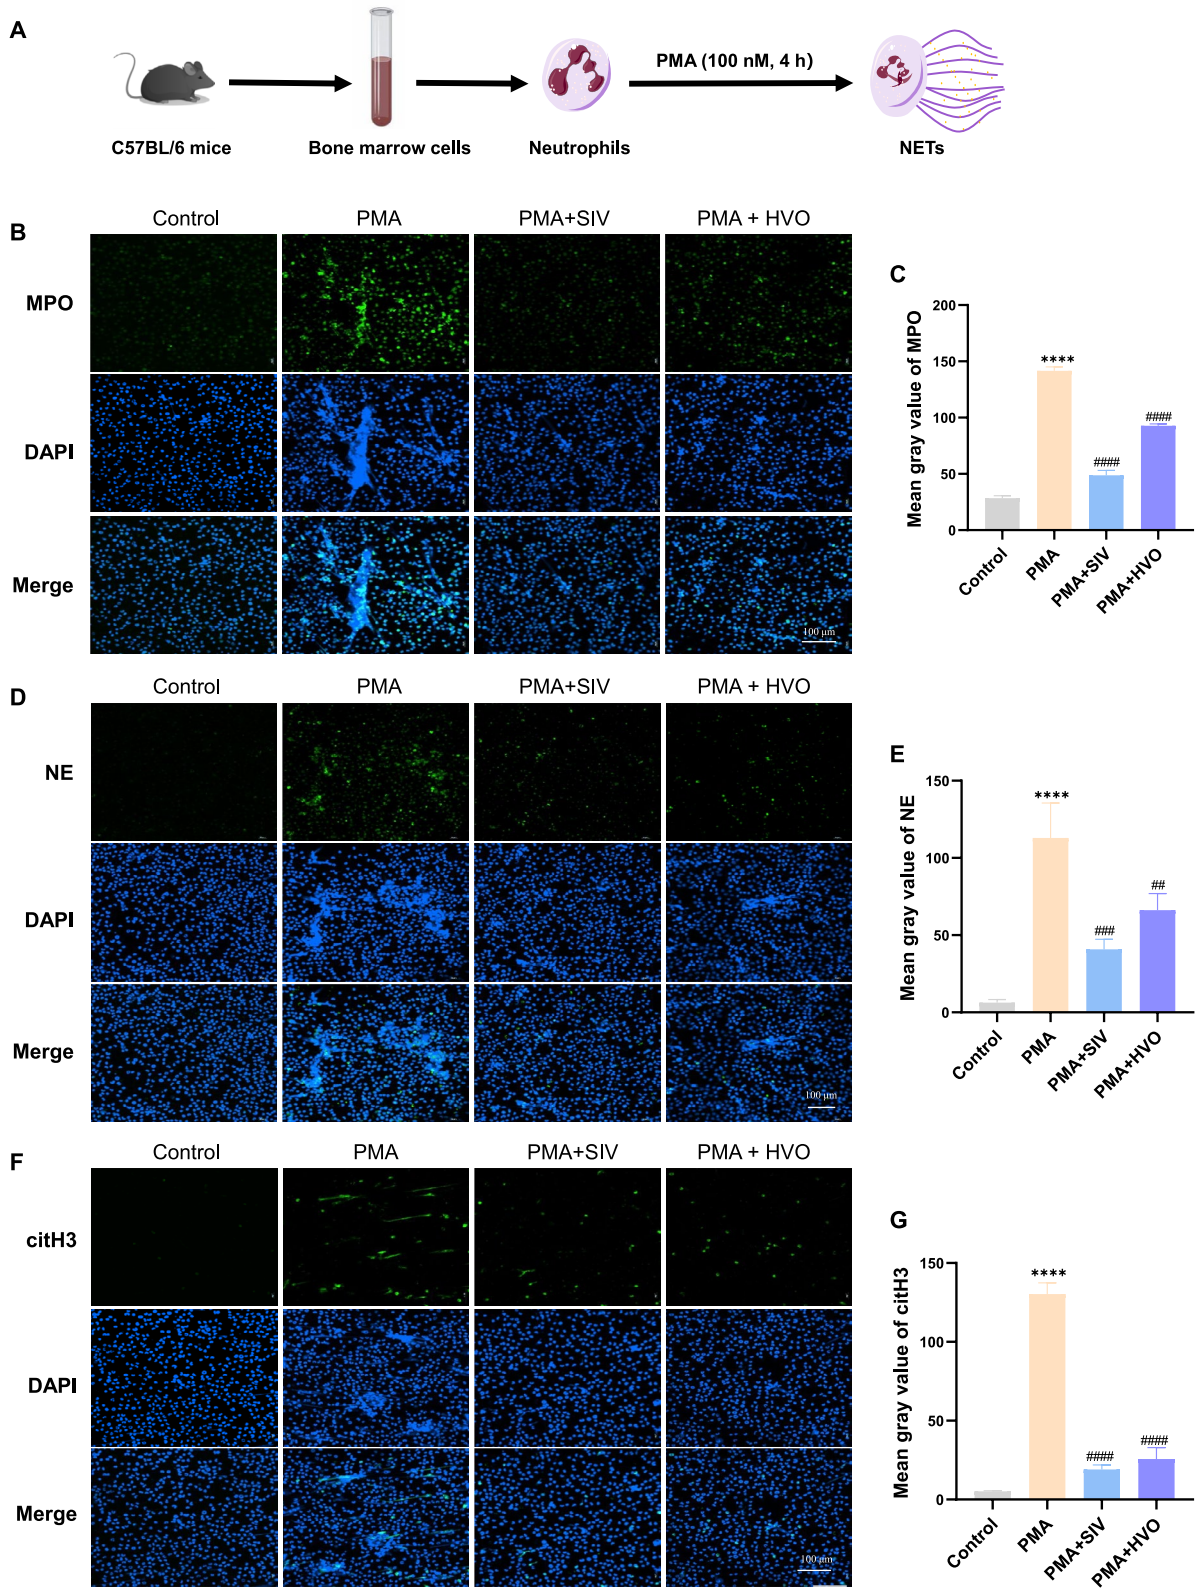 A
PMA (100 nM, 4 h)
C57BL/6 mice
Bone marrow cells
Neutrophils
NETs
B
Control
PMA
PMA+SIV
PMA + HVO
MPO
DAPI
Merge
100 μm
C
Mean gray value of MPO
200
150
100
50
0
****
####
####
Control
PMA
PMA+SIV
PMA+HVO
D
Control
PMA
PMA+SIV
PMA + HVO
NE
DAPI
Merge
100 μm
E
Mean gray value of NE
150
100
50
0
****
###
##
Control
PMA
PMA+SIV
PMA+HVO
F
Control
PMA
PMA+SIV
PMA + HVO
citH3
DAPI
Merge
100 μm
G
Mean gray value of citH3
150
100
50
0
****
####
####
Control
PMA
PMA+SIV
PMA+HVO